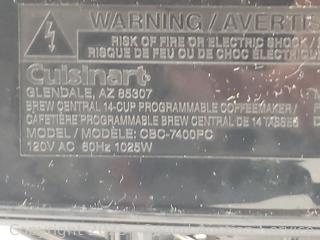 WARNING / AVERTI
RISK OF FIRE OR ELECTRIC SHOCK /
RISQUE DE FEU OU DE CHOC ÉLECTRIQU
Cuisinart
GLENDALE, AZ 85307
BREW CENTRAL 14-CUP PROGRAMMABLE COFFEEMAKER /
CAFETIÈRE PROGRAMMABLE BREW CENTRAL DE 14 TASSES
MODEL / MODÈLE: CBC-7400PC
120V AC 60Hz 1025W